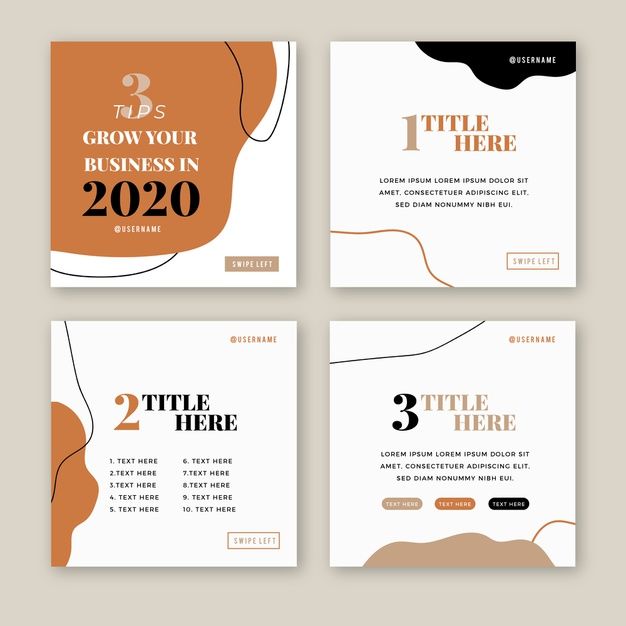 3
TIPS
GROW YOUR
BUSINESS IN
2020
@USERNAME
SWIPE LEFT
@USERNAME
1 TITLE
HERE
LOREM IPSUM DOLOR SIT
AMET, CONSECTETUER ADIPISCING ELIT,
SED DIAM NONUMMY NIBH.
SWIPE LEFT
@USERNAME
2 TITLE
HERE
1. TEXT HERE
2.TEXT HERE
3.TEXT HERE
4. TEXT HERE
5. TEXT HERE
6. TEXT HERE
7.TEXT HERE
8.TEXT HERE
9. TEXT HERE
10. TEXT HERE
SWIPE LEFT
@USERNAME
3 TITLE
HERE
LOREM IPSUM DOLOR SIT
AMET, CONSECTETUER ADIPISCING ELIT,
SED DIAM NONUMMY NIBH.
TEXT HERE
TEXT HERE
TEXT HERE